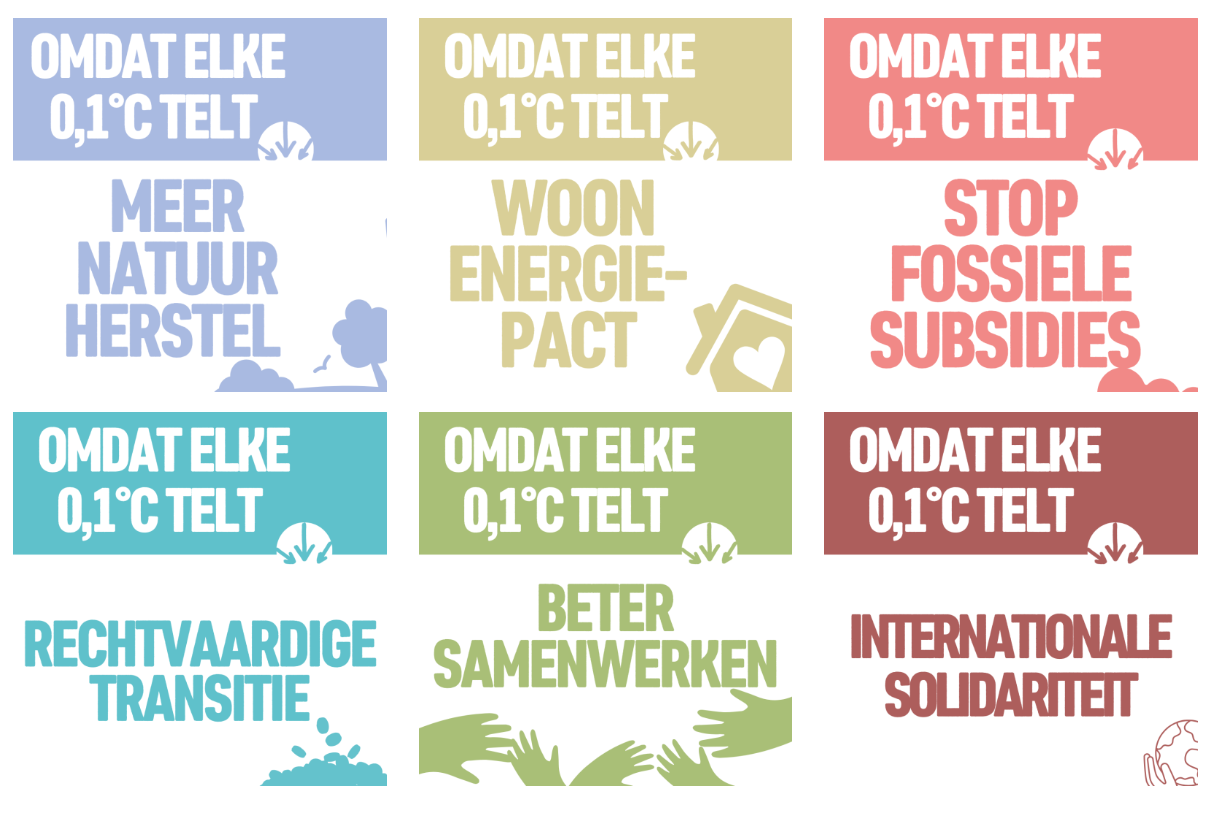 OMDAT ELKE
0,1°C TELT
MEER
NATUUR
HERSTEL
OMDAT ELKE
0,1°C TELT
WOON
ENERGIE-
PACT
OMDAT ELKE
0,1°C TELT
STOP
FOSSIELE
SUBSIDIES
OMDAT ELKE
0,1°C TELT
RECHTVAARDIGE
TRANSITIE
OMDAT ELKE
0,1°C TELT
BETER
SAMENWERKEN
OMDAT ELKE
0,1°C TELT
INTERNATIONALE
SOLIDARITEIT